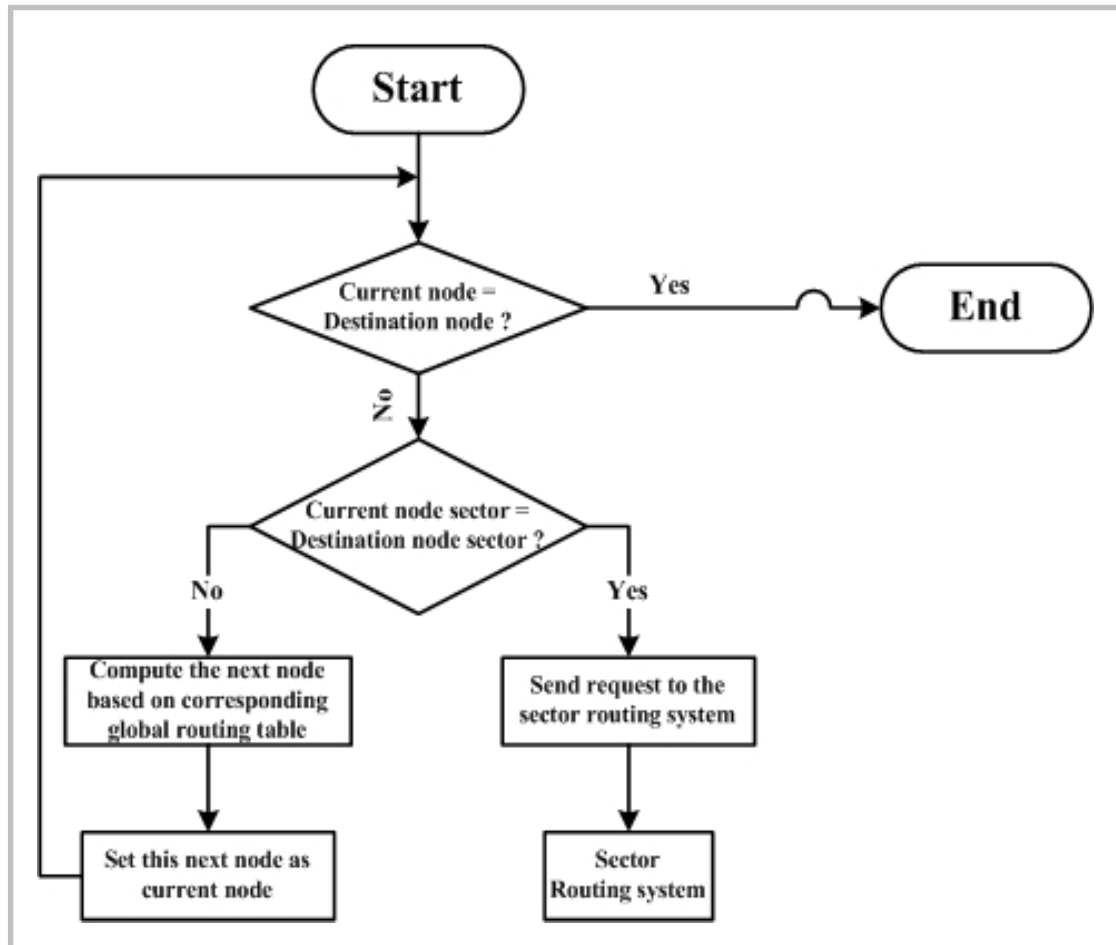 Start
Current node =
Destination node ?
Yes
End
No
Current node sector =
Destination node sector ?
No
Yes
Compute the next node
based on corresponding
global routing table
Send request to the
sector routing system
Set this next node as
current node
Sector
Routing system